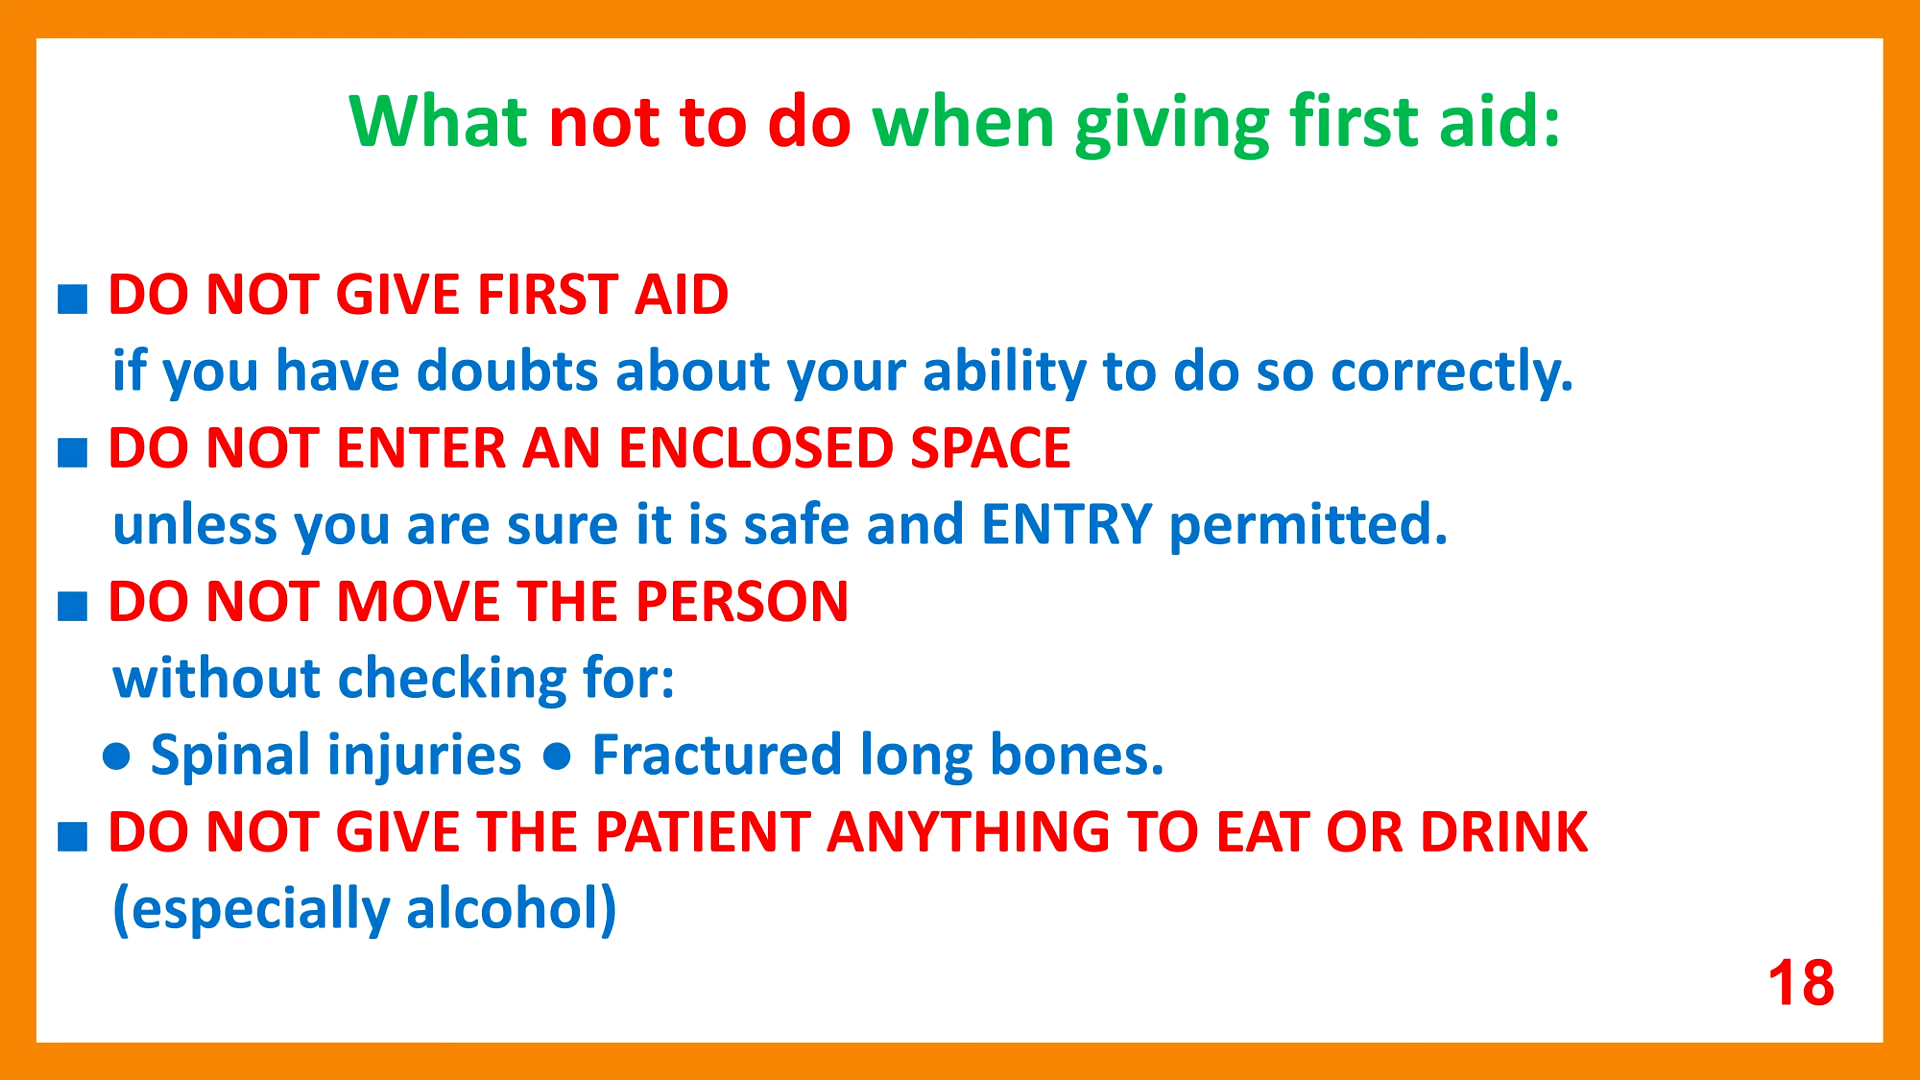 What not to do when giving first aid:
■ DO NOT GIVE FIRST AID
if you have doubts about your ability to do so correctly.
■ DO NOT ENTER AN ENCLOSED SPACE
unless you are sure it is safe and ENTRY permitted.
■ DO NOT MOVE THE PERSON
without checking for:
● Spinal injuries ● Fractured long bones.
■ DO NOT GIVE THE PATIENT ANYTHING TO EAT OR DRINK
(especially alcohol)
18